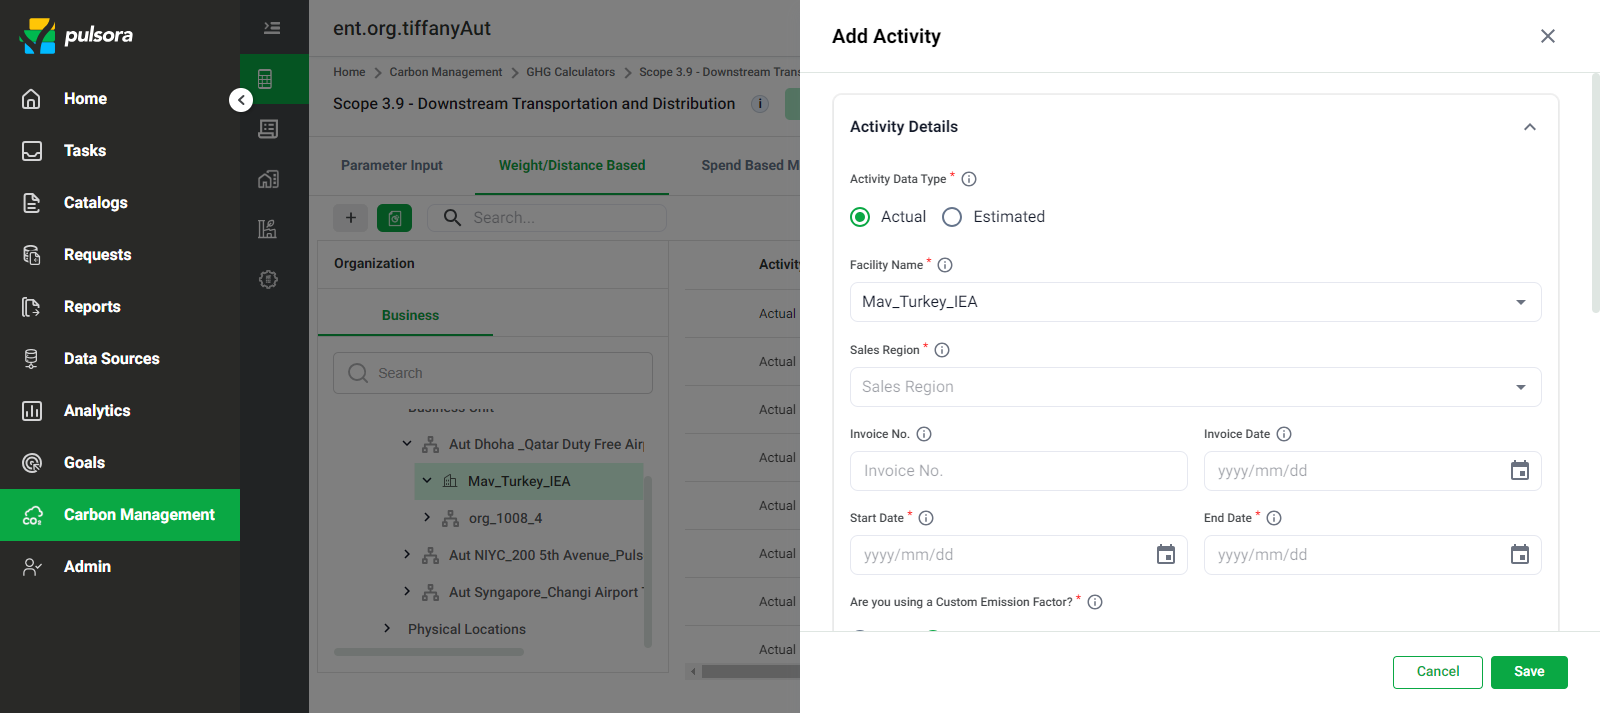 pulsora
Home
Tasks
Catalogs
Requests
Reports
Data Sources
Analytics
Goals
Carbon Management
Admin
ent.org.tiffanyAut
Home > Carbon Management > GHG Calculators > Scope 3.9 - Downstream Trans
Scope 3.9 - Downstream Transportation and Distribution
Parameter Input
Weight/Distance Based
Spend Based M
Search...
Organization
Business
Search
Business Unit
Aut Dhoha _Qatar Duty Free Air
Mav_Turkey_IEA
org_1008_4
Aut NIYC_200 5th Avenue_Puls
Aut Syngapore_Changi Airport T
Physical Locations
Activity
Actual
Actual
Actual
Actual
Actual
Actual
Actual
Actual
Add Activity
Activity Details
Activity Data Type *
Actual
Estimated
Facility Name *
Mav_Turkey_IEA
Sales Region *
Sales Region
Invoice No.
Invoice Date
Invoice No.
yyyy/mm/dd
Start Date *
End Date *
yyyy/mm/dd
yyyy/mm/dd
Are you using a Custom Emission Factor? *
Cancel
Save